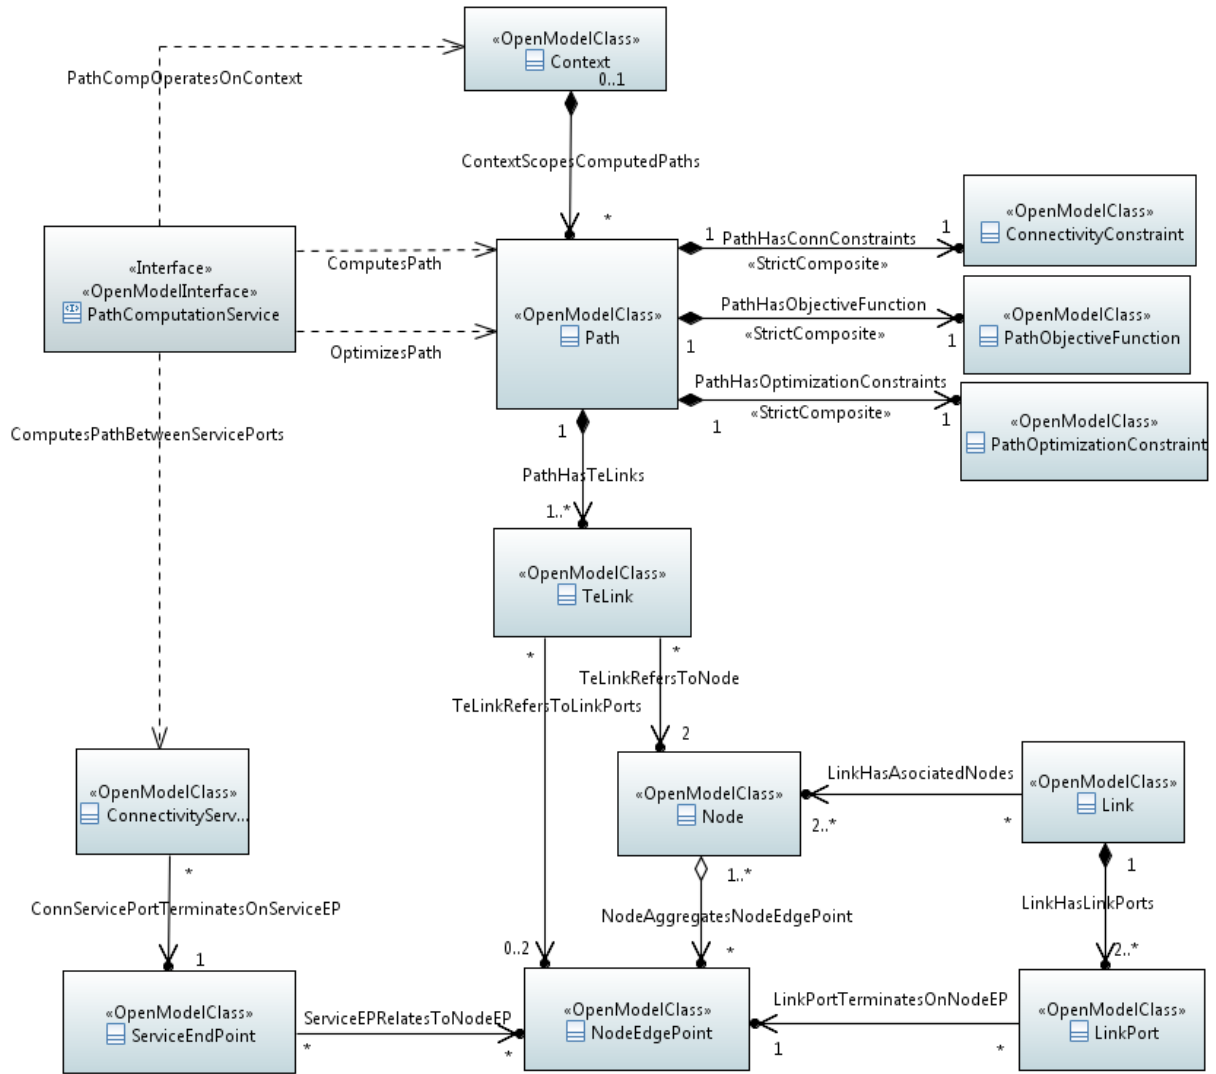 «OpenModelClass»
Context
0..1
PathCompOperatesOnContext
ContextScopesComputedPaths
*
«Interface»
«OpenModelInterface»
PathComputationService
ComputesPath
OptimizesPath
«OpenModelClass»
Path
1
PathHasConnConstraints
1
«StrictComposite»
«OpenModelClass»
ConnectivityConstraint
PathHasObjectiveFunction
1
«StrictComposite»
1
«OpenModelClass»
PathObjectiveFunction
PathHasOptimizationConstraints
1
«StrictComposite»
1
«OpenModelClass»
PathOptimizationConstraint
ComputesPathBetweenServicePorts
1
PathHasTeLinks
1..*
«OpenModelClass»
TeLink
*
*
TeLinkRefersToNode
TeLinkRefersToLinkPorts
2
«OpenModelClass»
ConnectivityServ...
«OpenModelClass»
Node
LinkHasAsociatedNodes
2..*
*
«OpenModelClass»
Link
*
ConnServicePortTerminatesOnServiceEP
1
1..*
NodeAggregatesNodeEdgePoint
*
0..2
1
LinkHasLinkPorts
2..*
«OpenModelClass»
ServiceEndPoint
ServiceEPRelatesToNodeEP
*
*
«OpenModelClass»
NodeEdgePoint
LinkPortTerminatesOnNodeEP
1
*
«OpenModelClass»
LinkPort